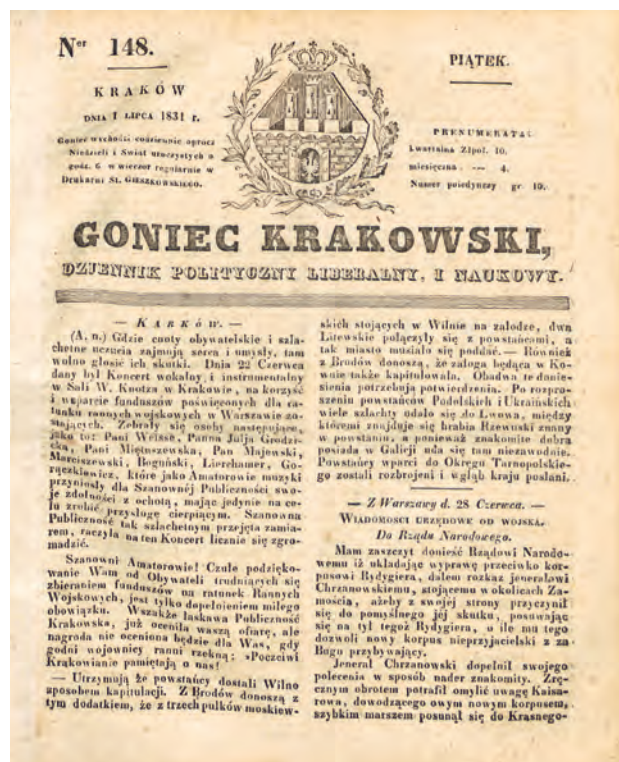 Ner 148.
PIĄTEK.
KRAKÓW
DNIA 1 LIPCA 1831 r.
Goniec wychodzi codziennie oprócz
Niedzieli i Świąt uroczystych o
godz. 6 w wieczor regularnie w
Drukarni St. GIESZKOWSKIEGO.
PRENUMERATA:
kwartalna Złpol. 10.
miesięczna — 4.
Numer pojedynczy gr 10.
GONIEC KRAKOWSKI,
DZIENNIK POLITYCZNY LIBERALNY, I NAUKOWY.
— KARKÓW. —
(A. n.) Gdzie cnoty obywatelskie i szla-
chetne uczucia zajmują serca i umysły, tam
wolno głosić ich skutki. Dnia 22 Czerwca
dany był Koncert wokalny i instrumentalny
w Sali W. Knotza w Krakowie, na korzyść
i wsparcie funduszów poświęconych dla ra-
tunku rannych wojskowych w Warszawie zo-
stających. Zebrały się osoby następujące,
jako to: Pani Weisse, Panna Julja Grodzi-
cka, Pani Miętuszewska, Pan Majewski,
Marciszewski, Boguński, Lierchamer, Go-
rączkiewicz, które jako Amatorowie muzyki
przyniosły dla Szanownéj Publiczności swo-
je zdolności z ochotą, mając jedynie na ce-
lu zrobić przysługę cierpiącym. Szanowna
Publiczność tak szlachetnym przejęta zamia-
rem, raczyła na ten Koncert licznie się zgro-
madzić.
Szanowni Amatorowie! Czułe podzięko-
wanie Wam od Obywateli trudniących się
zbieraniem funduszów na ratunek Rannych
Wojskowych, jest tylko dopełnieniem miłego
obowiązku. Wszakże łaskawa Publiczność
Krakowska, już oceniła waszą ofiarę, ale
nagroda nie oceniona będzie dla Was, gdy
godni wojownicy ranni rzekną: »Poczciwi
Krakowianie pamiętają o nas!
— Utrzymują że powstańcy dostali Wilno
sposobem kapitulacji. Z Brodów donoszą z
tym dodatkiem, że z trzech pułków moskiew-
skich stojących w Wilnie na załodze, dwa
Litewskie połączyły się z powstańcami, a
tak miasto musiało się poddać. — Również
z Brodów donoszą, że załoga będąca w Ko-
wnie także kapitulowała. Obadwa te donie-
sienia potrzebują potwierdzenia. Po rozpro-
szeniu powstańców Podolskich i Ukraińskich
wiele szlachty udało się do Lwowa, między
któremi znajduje się hrabia Rzewuski znany
w powstaniu, a ponieważ znakomite dobra
posiada w Galicji uda się tam niezawodnie.
Powstańcy wparci do Okręgu Tarnopolskie-
go zostali rozbrojeni i wgłąb kraju posłani.
— Z Warszawy d. 28 Czerwca. —
WIADOMOŚCI URZĘDOWE OD WOJSKA.
Do Rządu Narodowego.
Mam zaszczyt donieść Rządowi Narodo-
wemu iż układając wyprawę przeciwko kor-
pusowi Rydygiera, dałem rozkaz jenerałowi
Chrzanowskiemu, stojącemu w okolicach Za-
mościa, ażeby z swojej strony przyczynił
się do pomyślnego jéj skutku, posuwając
się na tył tegoż Rydygiera, o ile mu tego
dozwoli nowy korpus nieprzyjacielski z za
Bugu przybywający.
Jenerał Chrzanowski dopełnił swojego
polecenia w sposób nader znakomity. Zrę-
cznym obrotem potrafił omylić uwagę Kaisa-
rowa, dowodzącego owym nowym korpusem,
szybkim marszem posunął się do Krasnego-